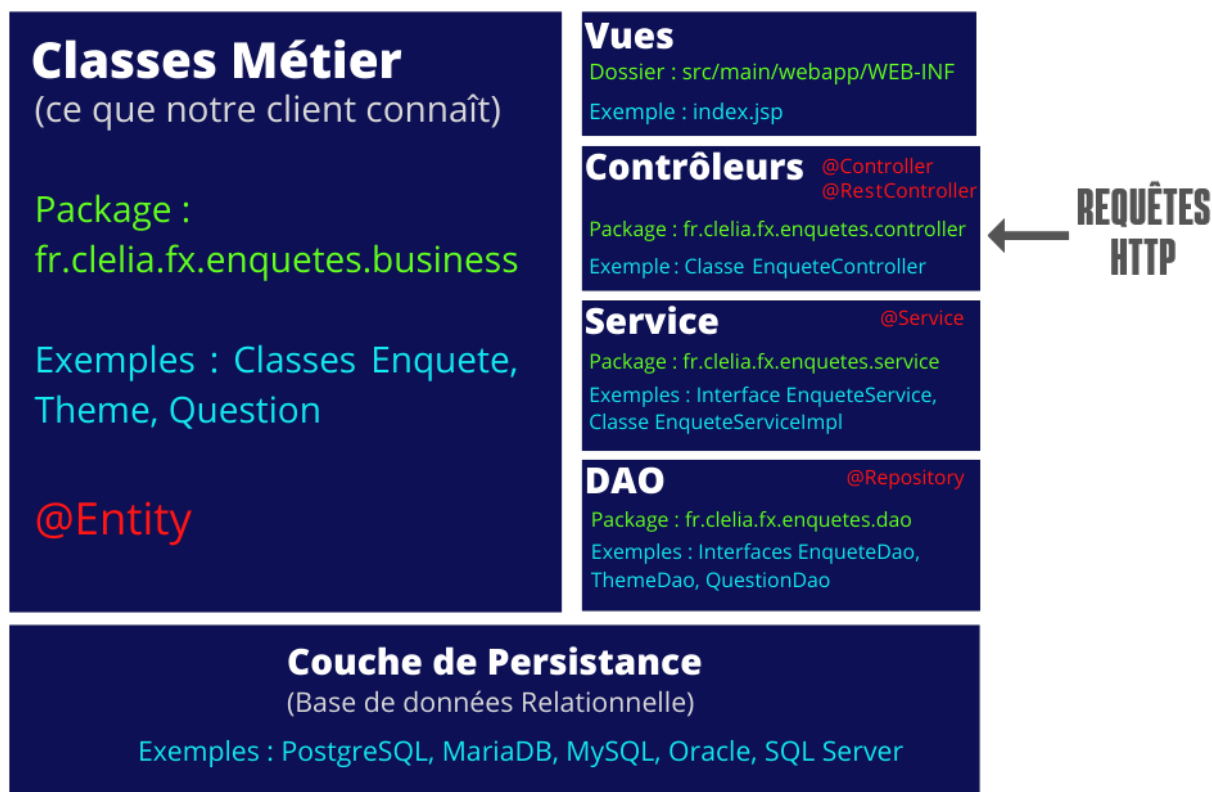 Classes Métier
(ce que notre client connaît)
Package :
fr.clelia.fx.enquetes.business
Exemples : Classes Enquete,
Theme, Question
@Entity
Vues
Dossier : src/main/webapp/WEB-INF
Exemple : index.jsp
Contrôleurs @Controller
@RestController
Package : fr.clelia.fx.enquetes.controller
Exemple : Classe EnqueteController
REQUÊTES
HTTP
Service @Service
Package : fr.clelia.fx.enquetes.service
Exemples : Interface EnqueteService,
Classe EnqueteServiceImpl
DAO @Repository
Package : fr.clelia.fx.enquetes.dao
Exemples : Interfaces EnqueteDao,
ThemeDao, QuestionDao
Couche de Persistance
(Base de données Relationnelle)
Exemples : PostgreSQL, MariaDB, MySQL, Oracle, SQL Server